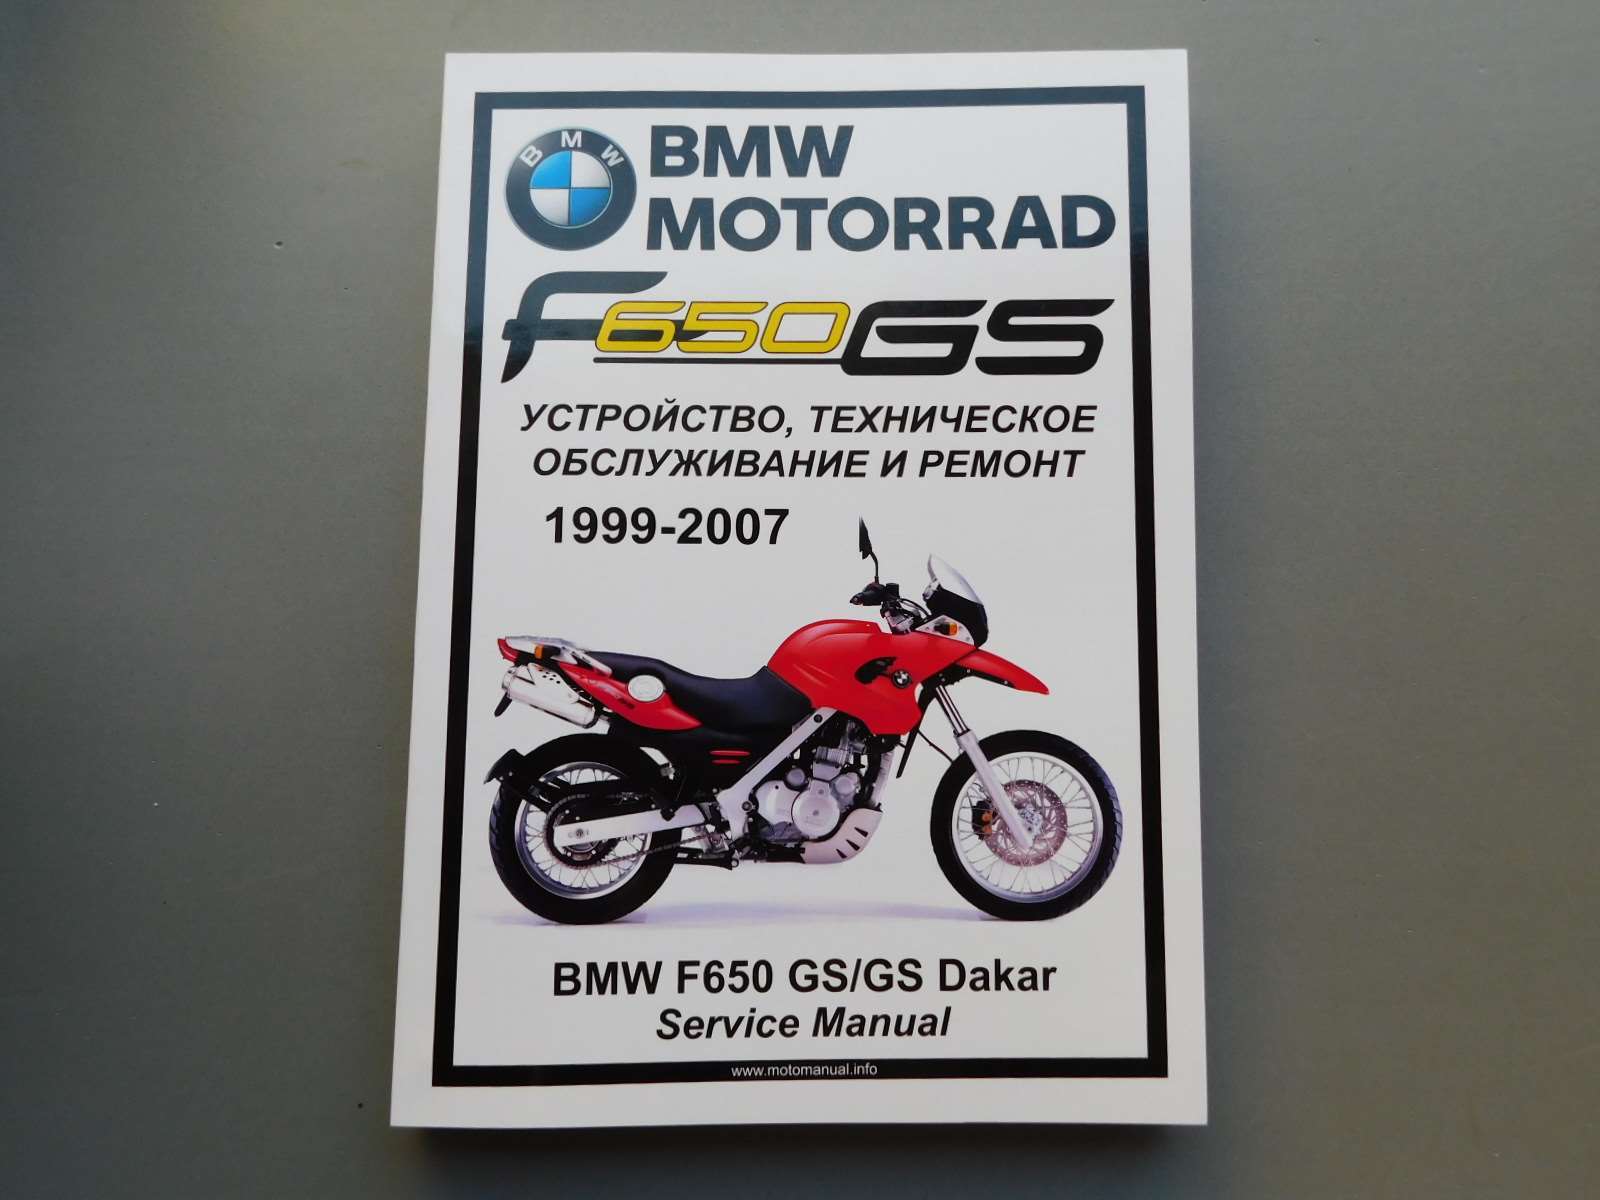 BMW
BMW
MOTORRAD
F650GS
УСТРОЙСТВО, ТЕХНИЧЕСКОЕ
ОБСЛУЖИВАНИЕ И РЕМОНТ
1999-2007
BMW F650 GS/GS Dakar
Service Manual
www.motomanual.info